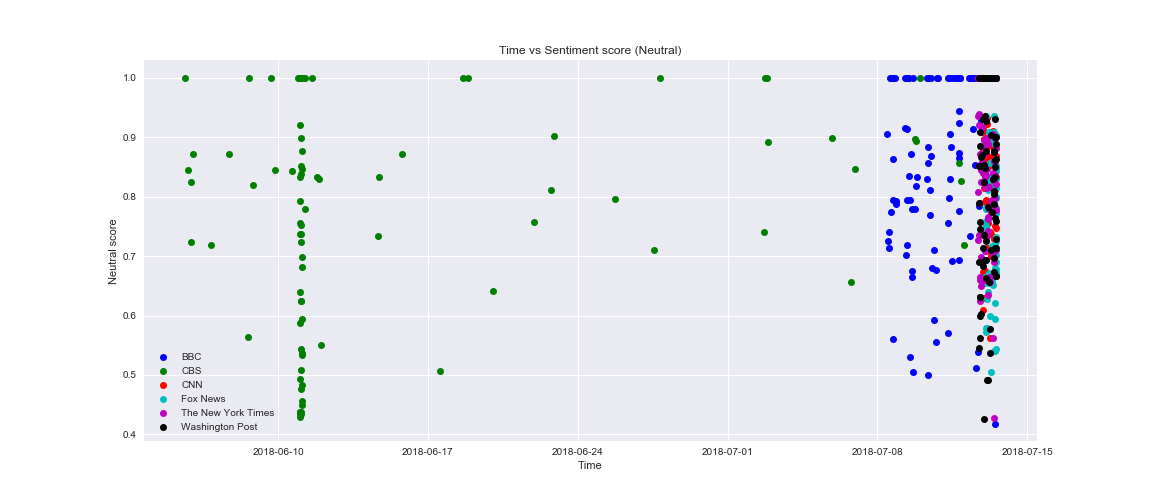 Time vs Sentiment score (Neutral)
1.0
0.9
0.8
0.7
0.6
0.5
0.4
Neutral score
BBC
CBS
CNN
Fox News
The New York Times
Washington Post
2018-06-10
2018-06-17
2018-06-24
2018-07-01
2018-07-08
2018-07-15
Time